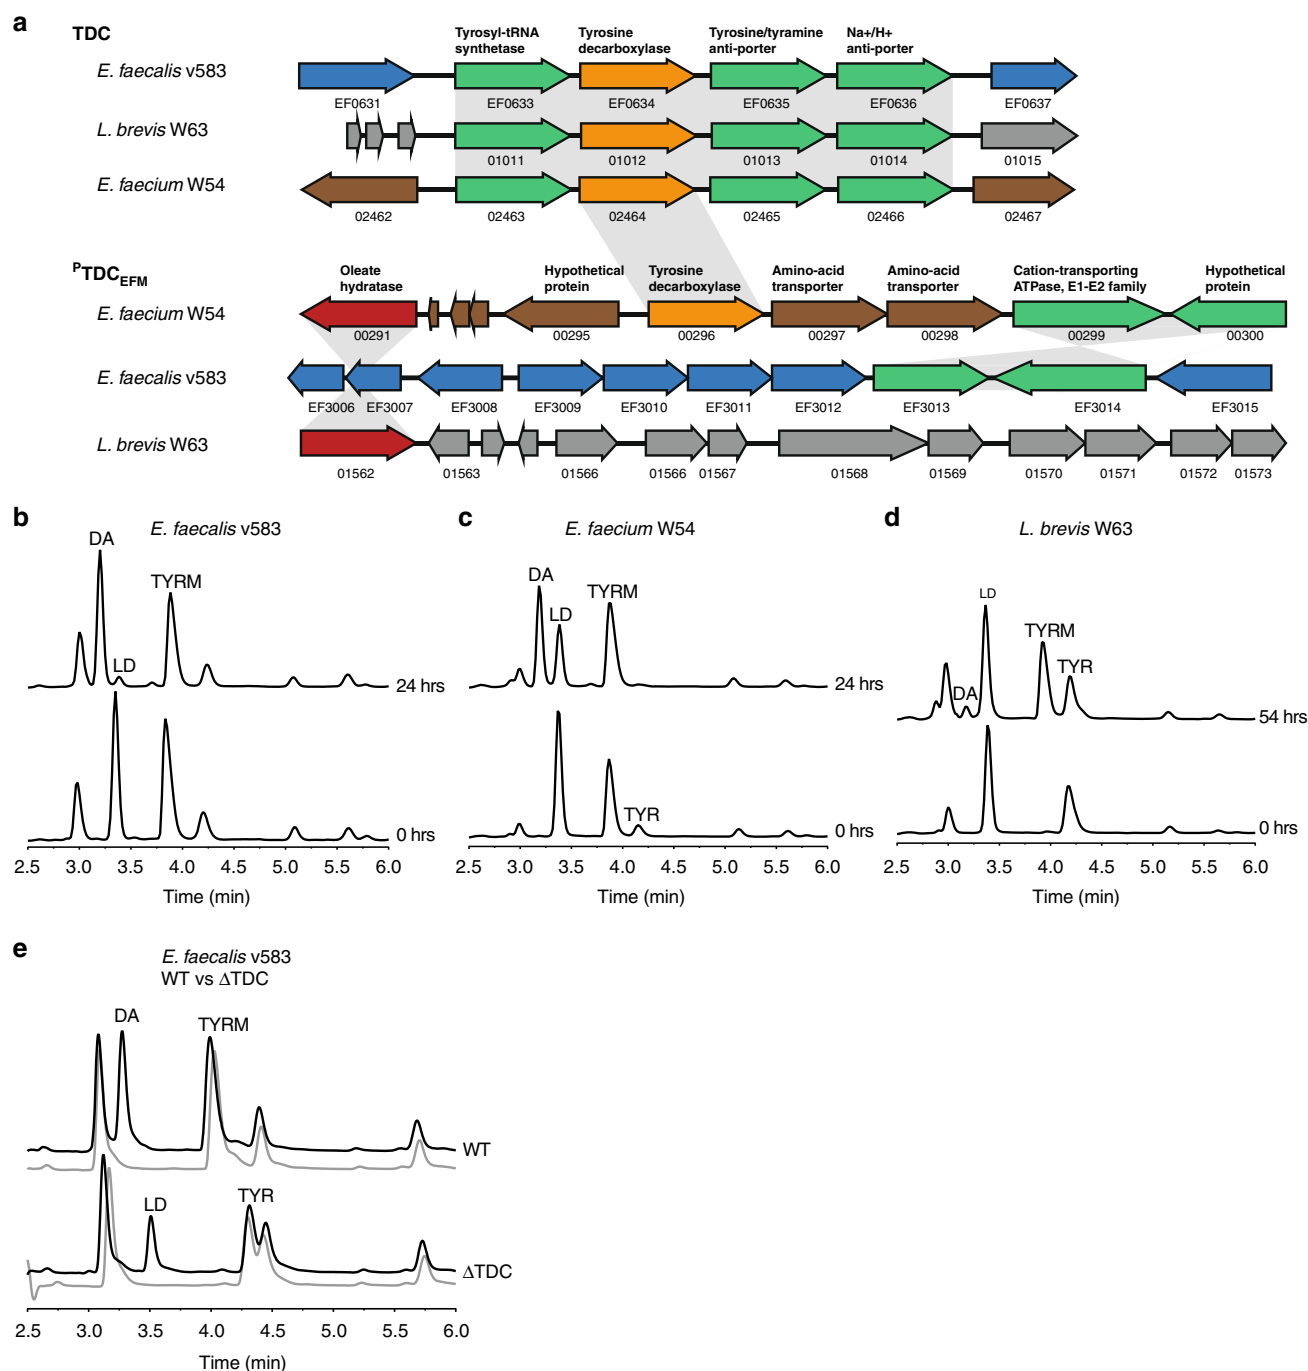 a
TDC
Tyrosyl-tRNA synthetase
Tyrosine decarboxylase
Tyrosine/tyramine anti-porter
Na+/H+ anti-porter
E. faecalis v583
EF0631 EF0633 EF0634 EF0635 EF0636 EF0637
L. brevis W63
01011 01012 01013 01014 01015
E. faecium W54
02462 02463 02464 02465 02466 02467
PTDCEFM
Oleate hydratase
Hypothetical protein
Tyrosine decarboxylase
Amino-acid transporter
Amino-acid transporter
Cation-transporting ATPase, E1-E2 family
Hypothetical protein
E. faecium W54
00291 00295 00296 00297 00298 00299 00300
E. faecalis v583
EF3006 EF3007 EF3008 EF3009 EF3010 EF3011 EF3012 EF3013 EF3014 EF3015
L. brevis W63
01562 01563 01566 01566 01567 01568 01569 01570 01571 01572 01573
b
E. faecalis v583
DA
TYRM
LD
24 hrs
0 hrs
2.5 3.0 3.5 4.0 4.5 5.0 5.5 6.0
Time (min)
c
E. faecium W54
DA
LD
TYRM
24 hrs
TYR
0 hrs
2.5 3.0 3.5 4.0 4.5 5.0 5.5 6.0
Time (min)
d
L. brevis W63
LD
TYRM
TYR
DA
54 hrs
0 hrs
2.5 3.0 3.5 4.0 4.5 5.0 5.5 6.0
Time (min)
e
E. faecalis v583
WT vs ΔTDC
DA
TYRM
WT
LD
TYR
ΔTDC
2.5 3.0 3.5 4.0 4.5 5.0 5.5 6.0
Time (min)